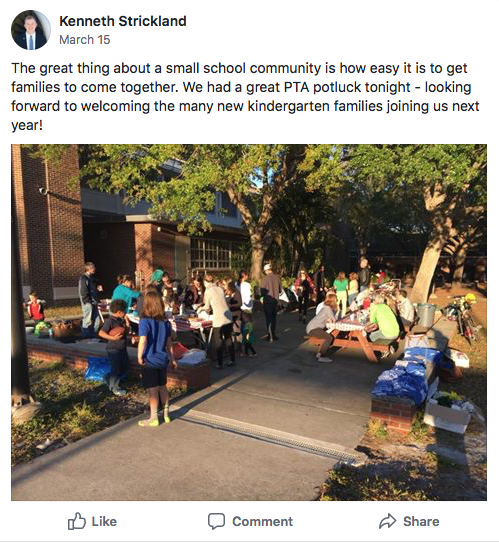 Kenneth Strickland
March 15
The great thing about a small school community is how easy it is to get
families to come together. We had a great PTA potluck tonight - looking
forward to welcoming the many new kindergarten families joining us next
year!
Like Comment Share